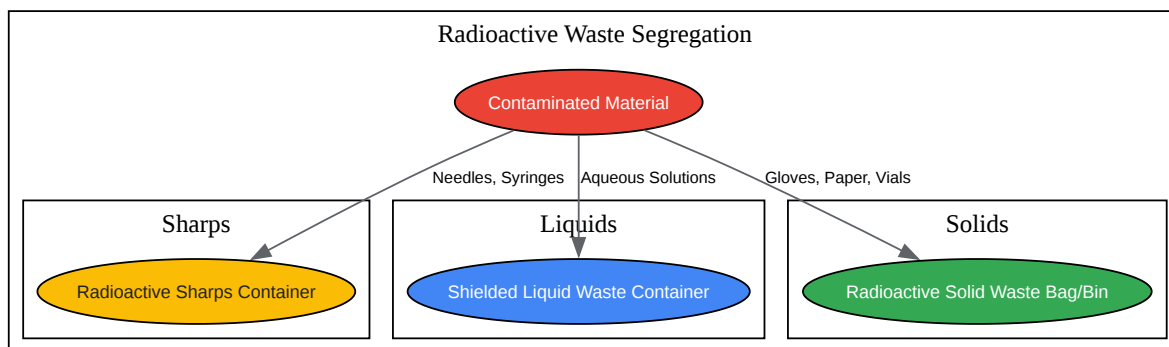 Radioactive Waste Segregation
Contaminated Material
Needles, Syringes
Aqueous Solutions
Gloves, Paper, Vials
Sharps
Liquids
Solids
Radioactive Sharps Container
Shielded Liquid Waste Container
Radioactive Solid Waste Bag/Bin